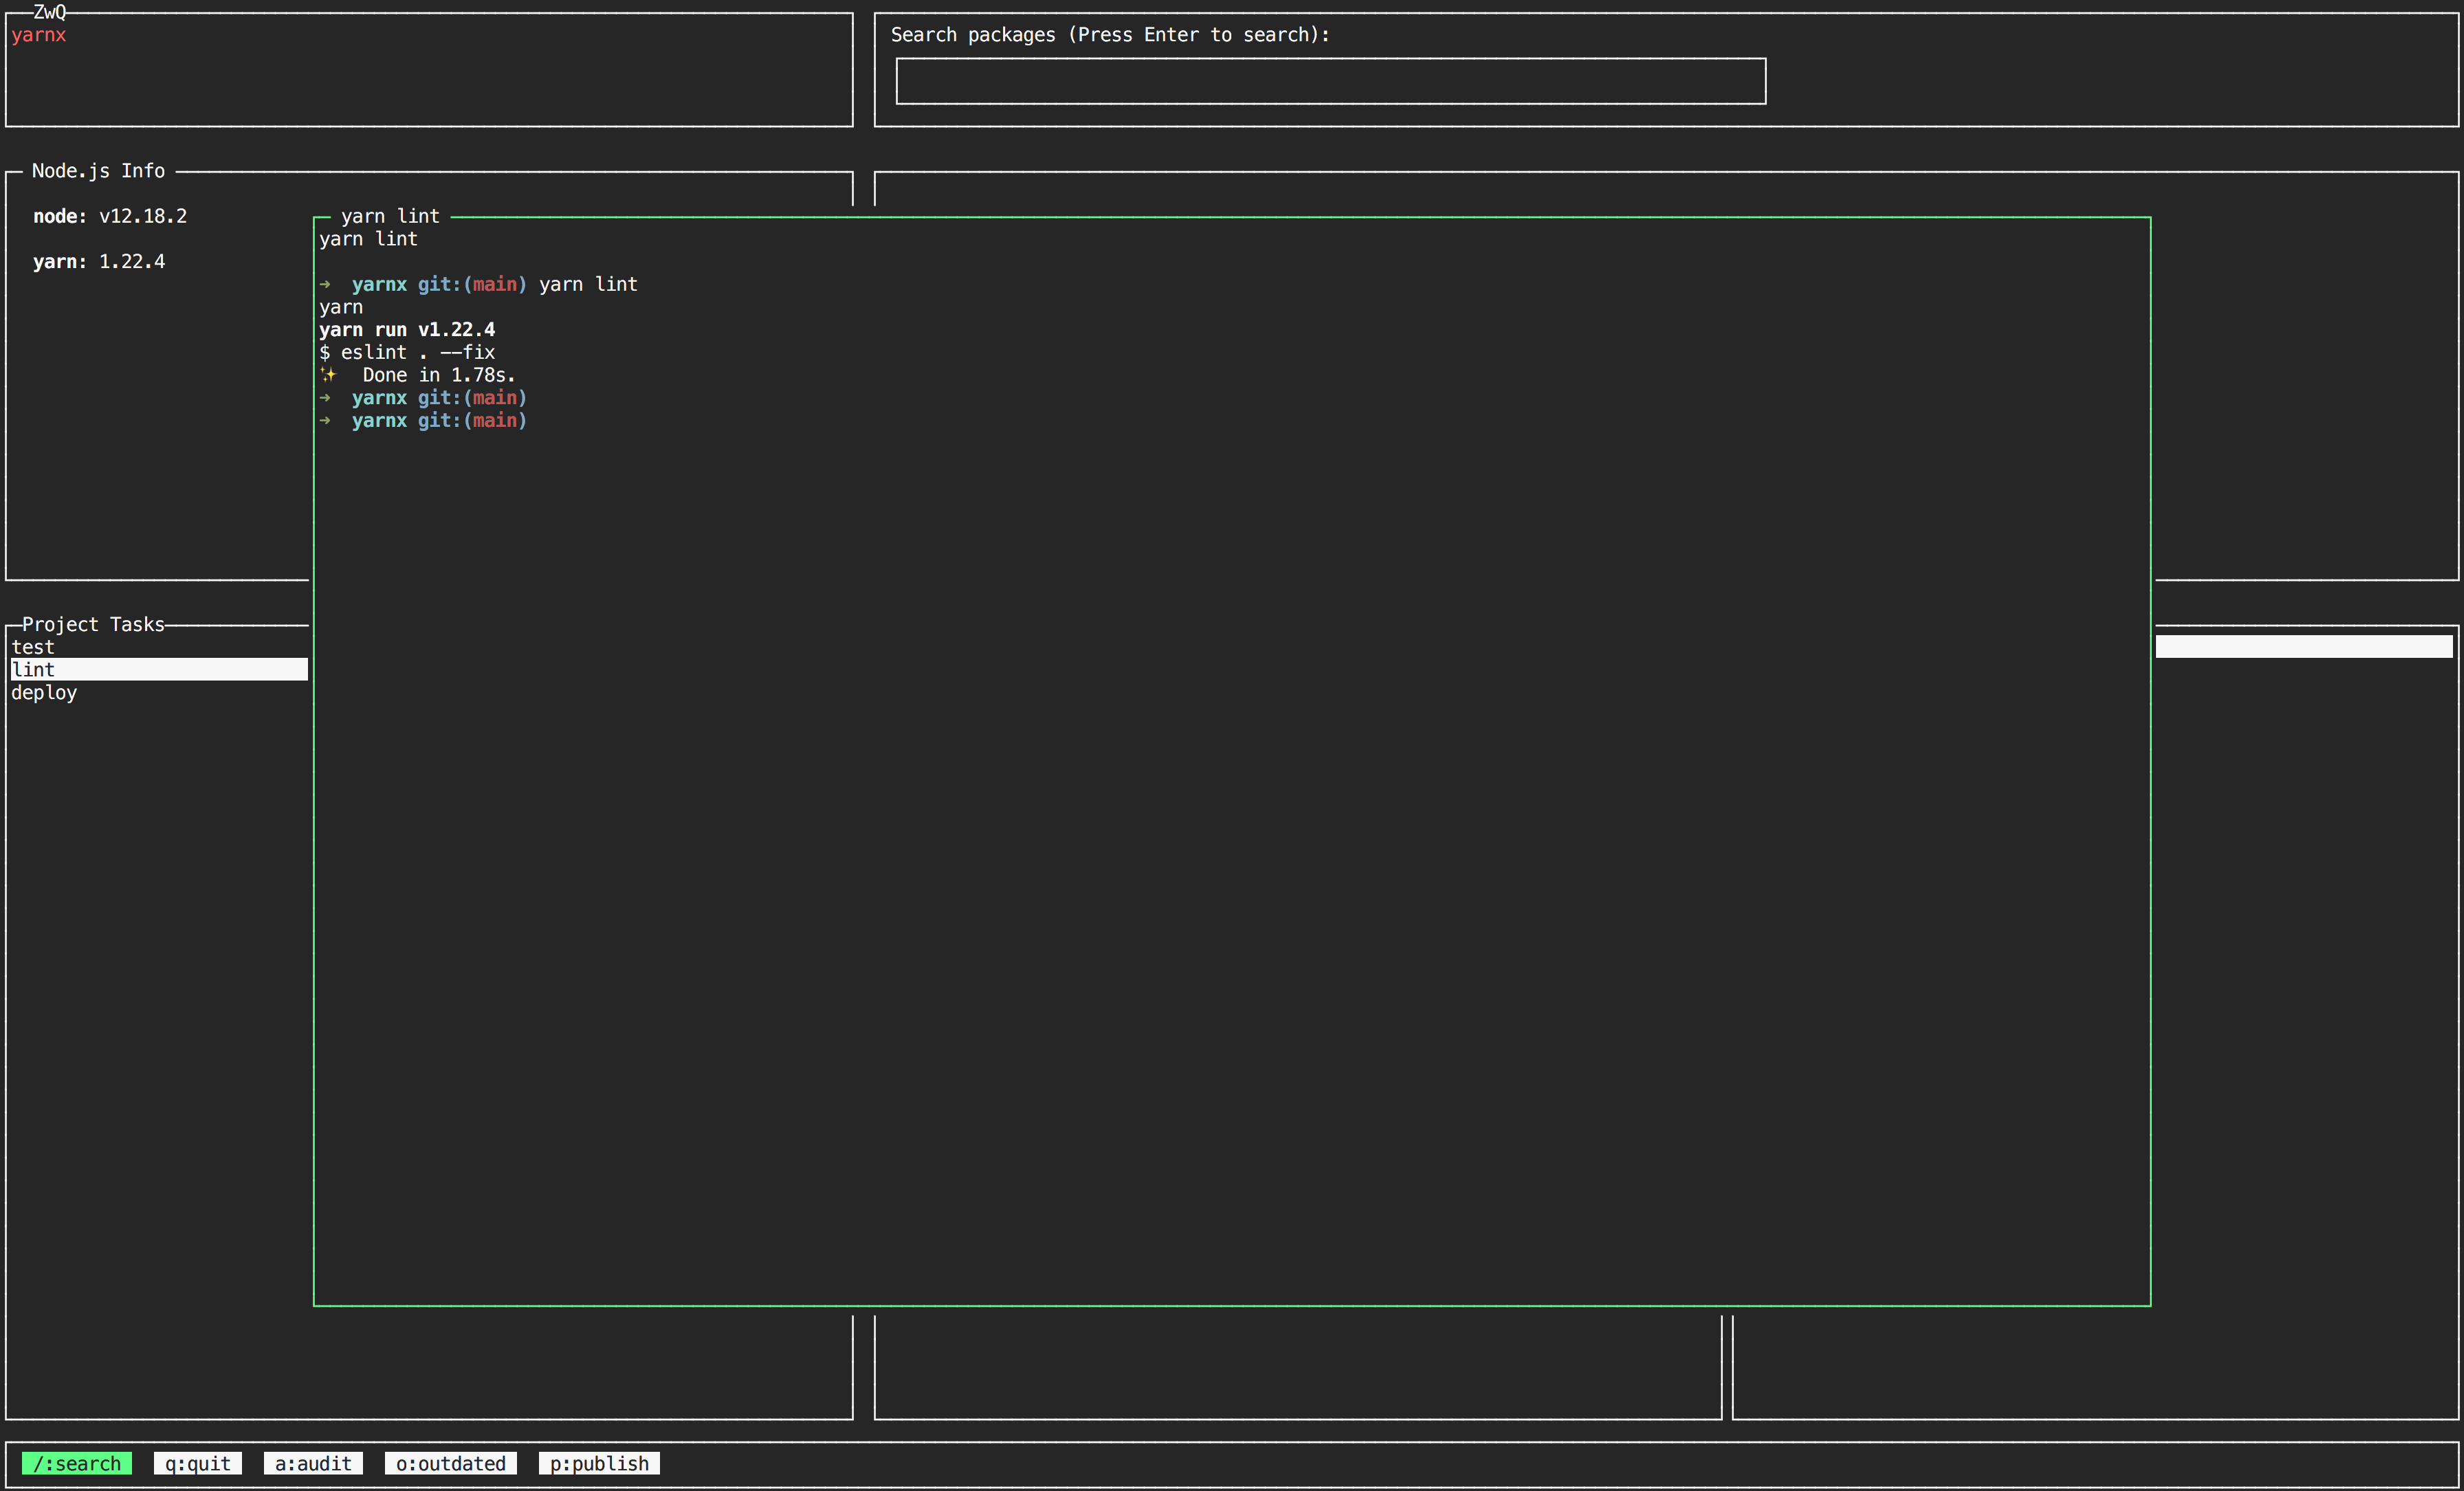 ZwQ
yarnx
Search packages (Press Enter to search):
Node.js Info
node: v12.18.2
yarn: 1.22.4
yarn lint
yarn lint
➜  yarnx git:(main) yarn lint
yarn
yarn run v1.22.4
$ eslint . --fix
✨  Done in 1.78s.
➜  yarnx git:(main)
➜  yarnx git:(main)
Project Tasks
test
lint
deploy
/:search  q:quit  a:audit  o:outdated  p:publish